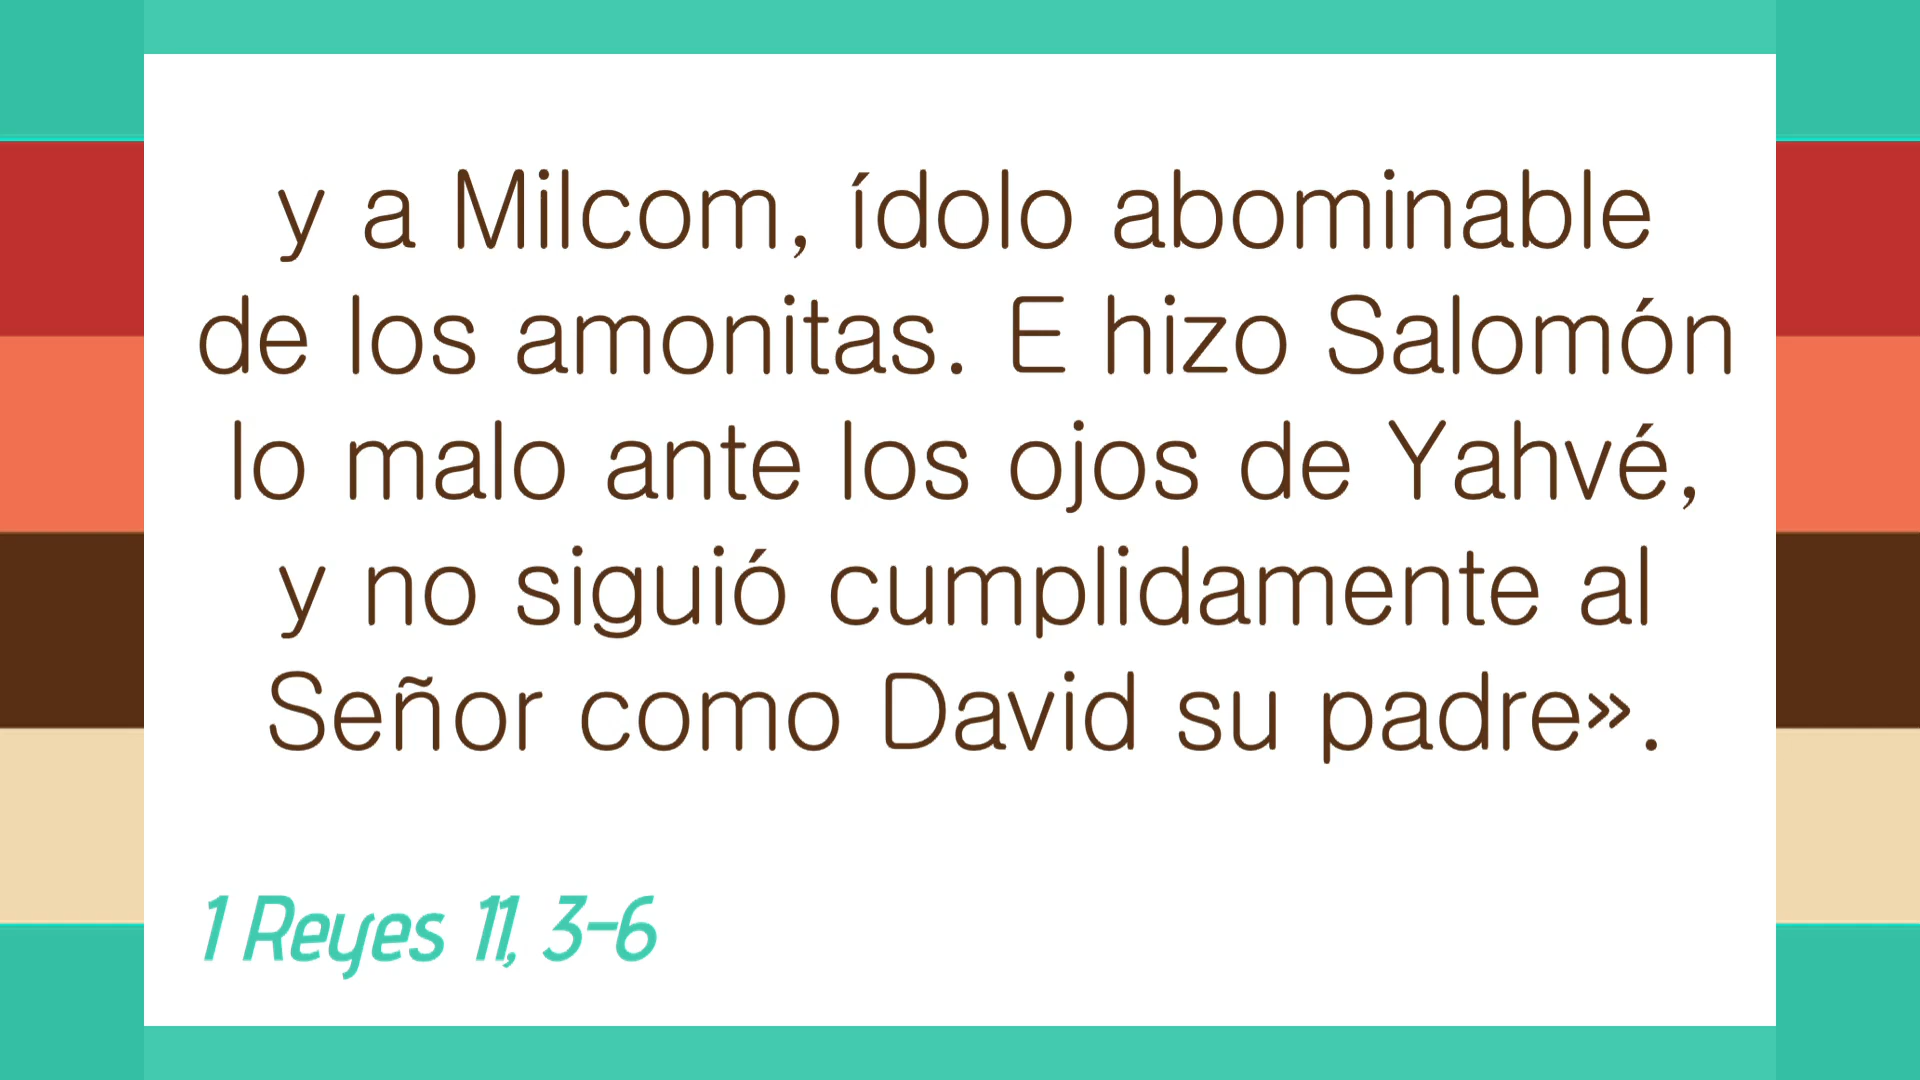 y a Milcom, ídolo abominable
de los amonitas. E hizo Salomón
lo malo ante los ojos de Yahvé,
y no siguió cumplidamente al
Señor como David su padre».
1 Reyes 11, 3-6